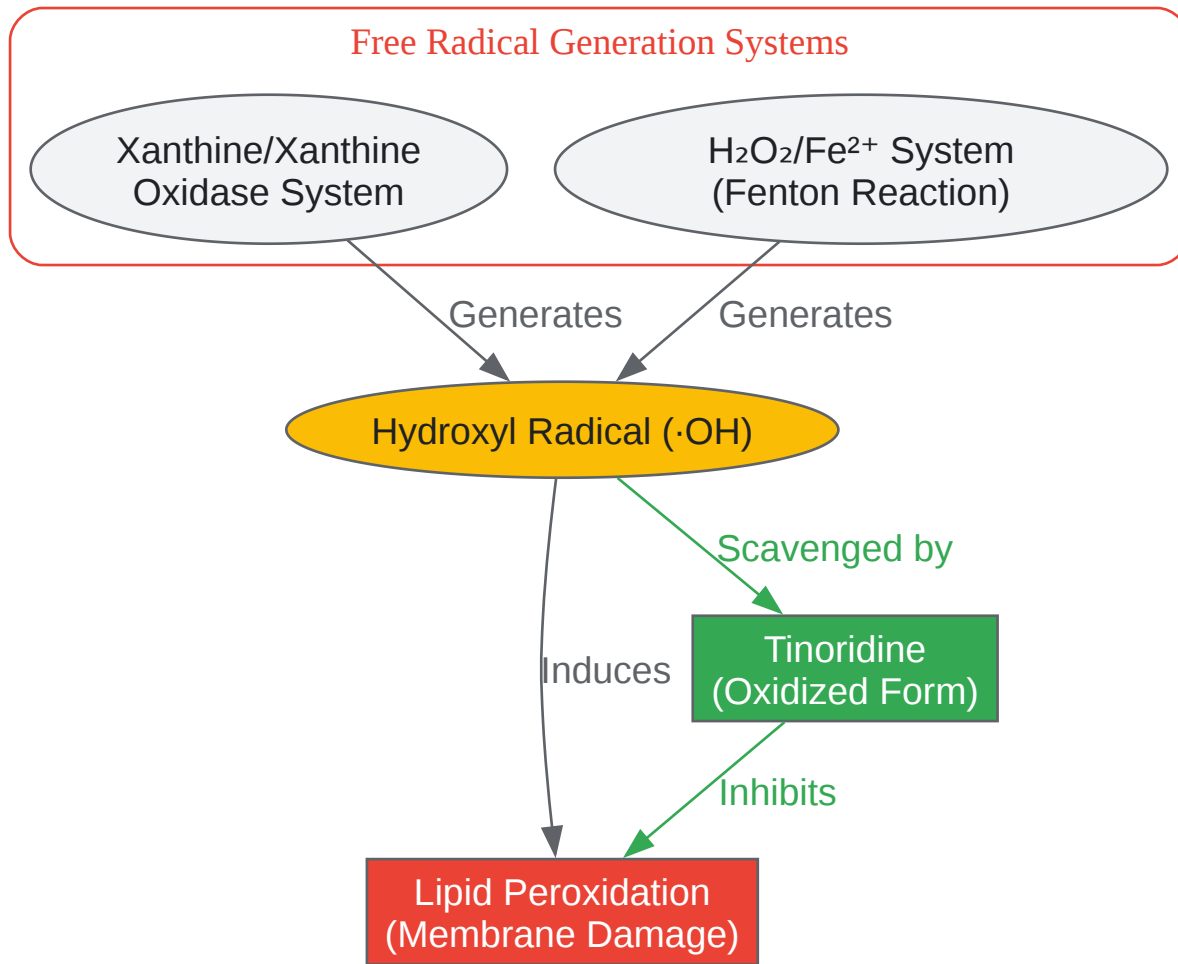 Free Radical Generation Systems
Xanthine/Xanthine
Oxidase System
H₂O₂/Fe²⁺ System
(Fenton Reaction)
Generates
Generates
Hydroxyl Radical (·OH)
Scavenged by
Induces
Tinoridine
(Oxidized Form)
Inhibits
Lipid Peroxidation
(Membrane Damage)